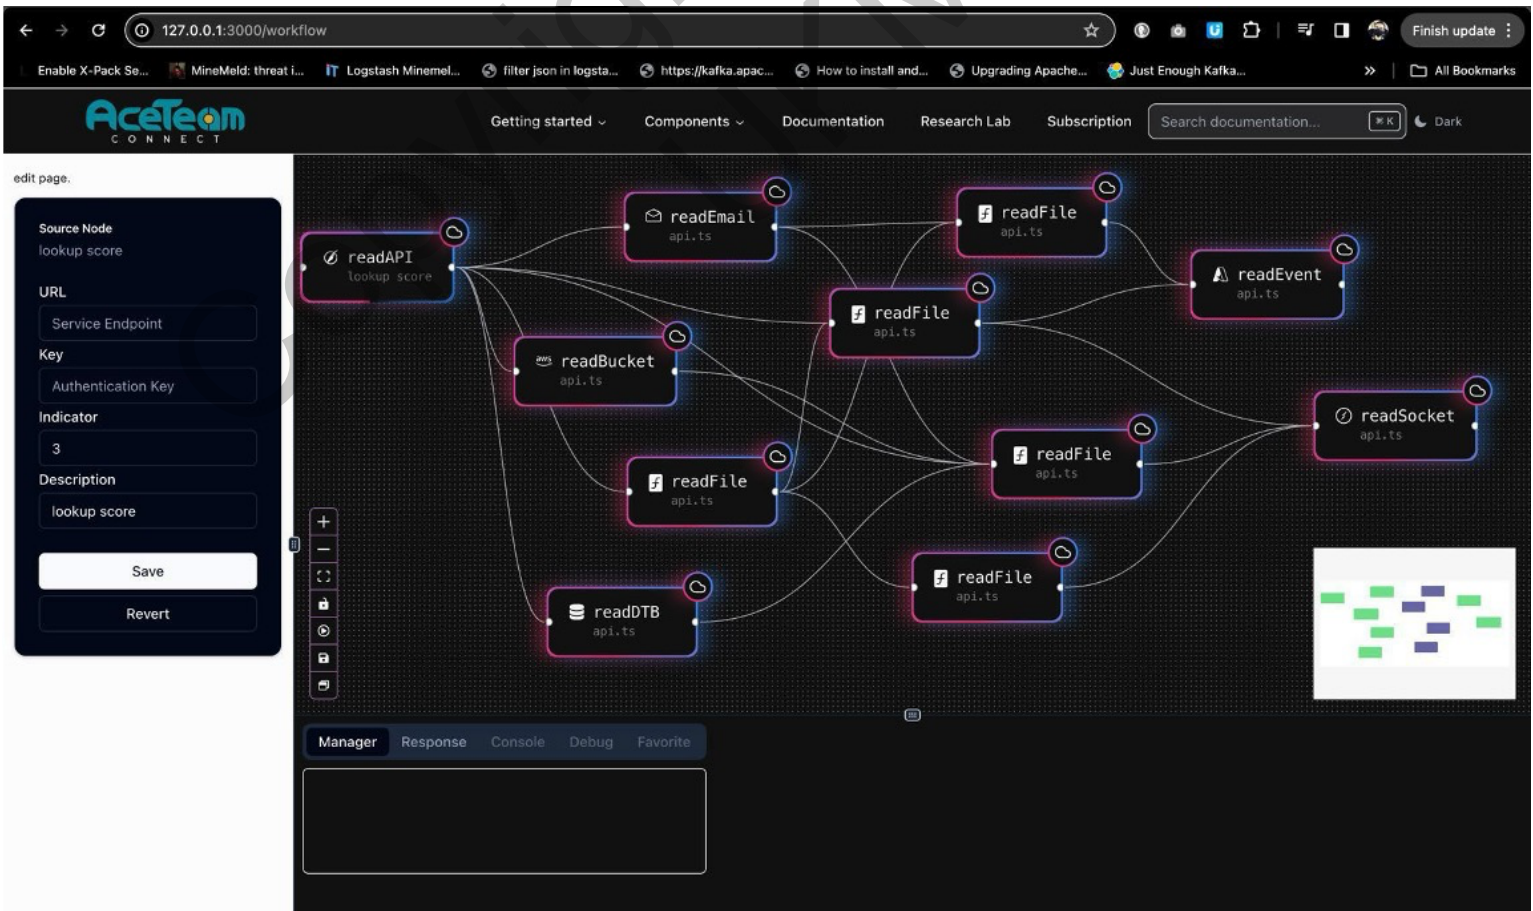 127.0.0.1:3000/workflow
Finish update
Enable X-Pack Se... MineMeld: threat i... Logstash Minemel... filter json in logsta... https://kafka.apac... How to install and... Upgrading Apache... Just Enough Kafka... » All Bookmarks
AceTeam
CONNECT
Getting started Components Documentation Research Lab Subscription Search documentation... ⌘K Dark
edit page.
Source Node
lookup score
URL
Service Endpoint
Key
Authentication Key
Indicator
3
Description
lookup score
Save
Revert
readAPI
lookup score
readEmail
api.ts
readFile
api.ts
readEvent
api.ts
readFile
api.ts
readBucket
api.ts
readSocket
api.ts
readFile
api.ts
readFile
api.ts
readFile
api.ts
readDTB
api.ts
Manager Response Console Debug Favorite